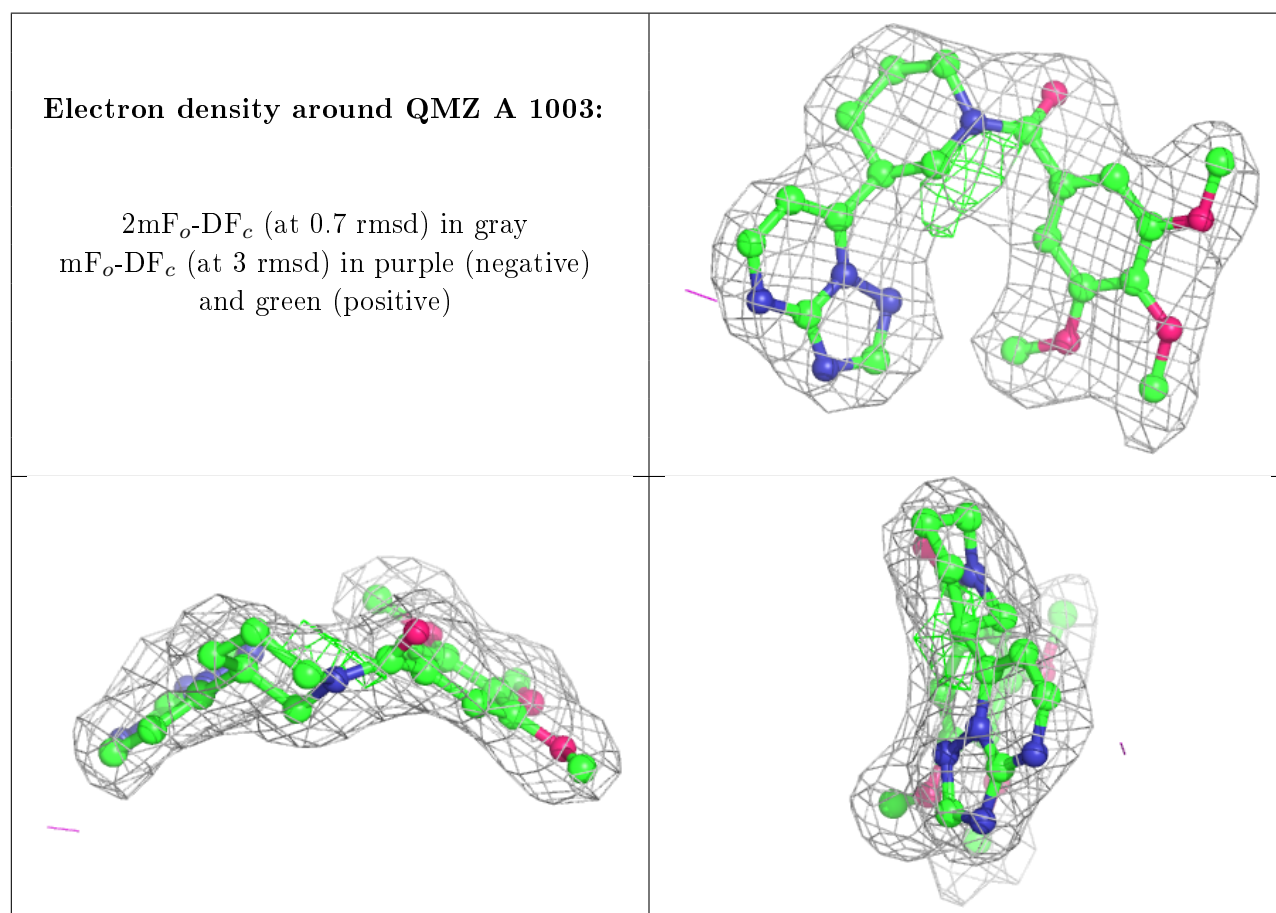 Electron density around QMZ A 1003:
2mFo-DFc (at 0.7 rmsd) in gray
mFo-DFc (at 3 rmsd) in purple (negative)
and green (positive)